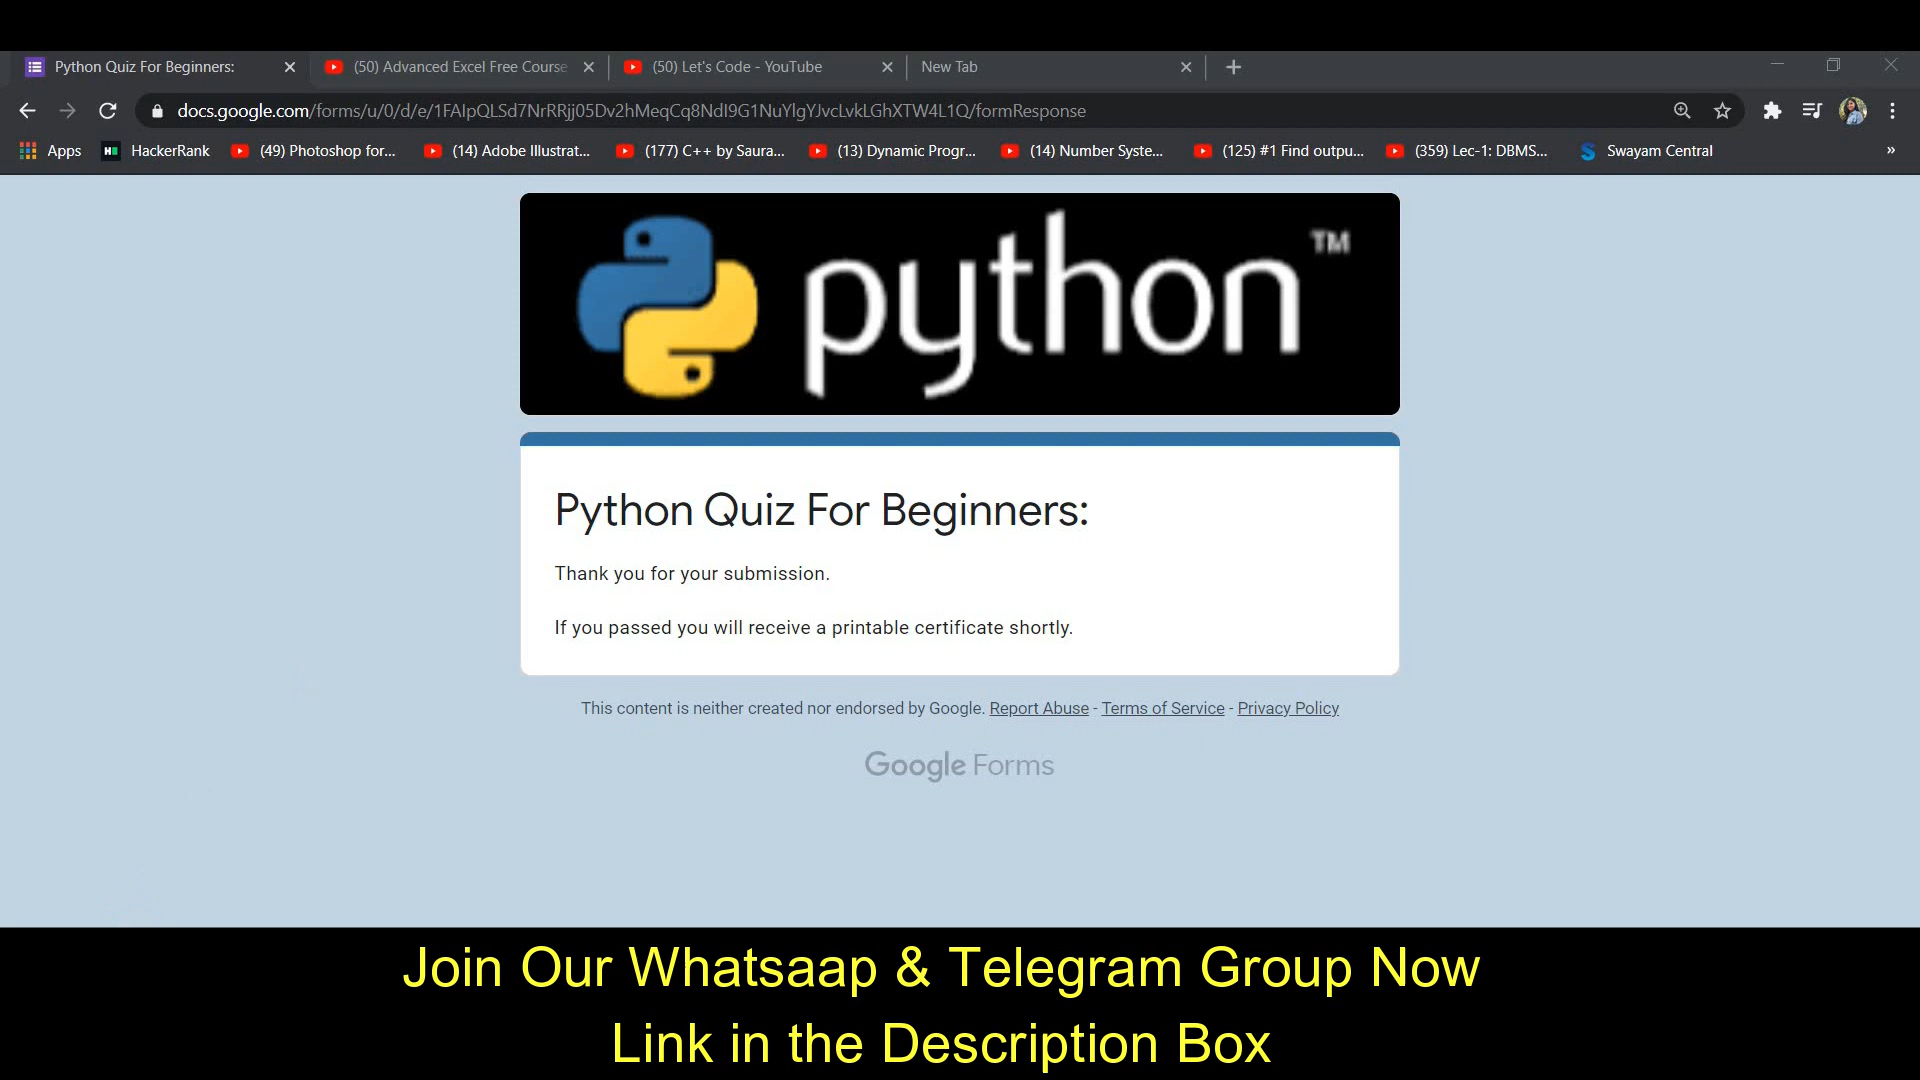 Python Quiz For Beginners:
(50) Advanced Excel Free Course
(50) Let's Code - YouTube
New Tab
docs.google.com/forms/u/0/d/e/1FAIpQLSd7NrRRjj05Dv2hMeqCq8NdI9G1NuYlgYJvcLvkLGhXTW4L1Q/formResponse
Apps
HackerRank
(49) Photoshop for...
(14) Adobe Illustrat...
(177) C++ by Saura...
(13) Dynamic Progr...
(14) Number Syste...
(125) #1 Find outpu...
(359) Lec-1: DBMS...
Swayam Central
»
python™
Python Quiz For Beginners:
Thank you for your submission.
If you passed you will receive a printable certificate shortly.
This content is neither created nor endorsed by Google. Report Abuse - Terms of Service - Privacy Policy
Google Forms
Join Our Whatsaap & Telegram Group Now
Link in the Description Box